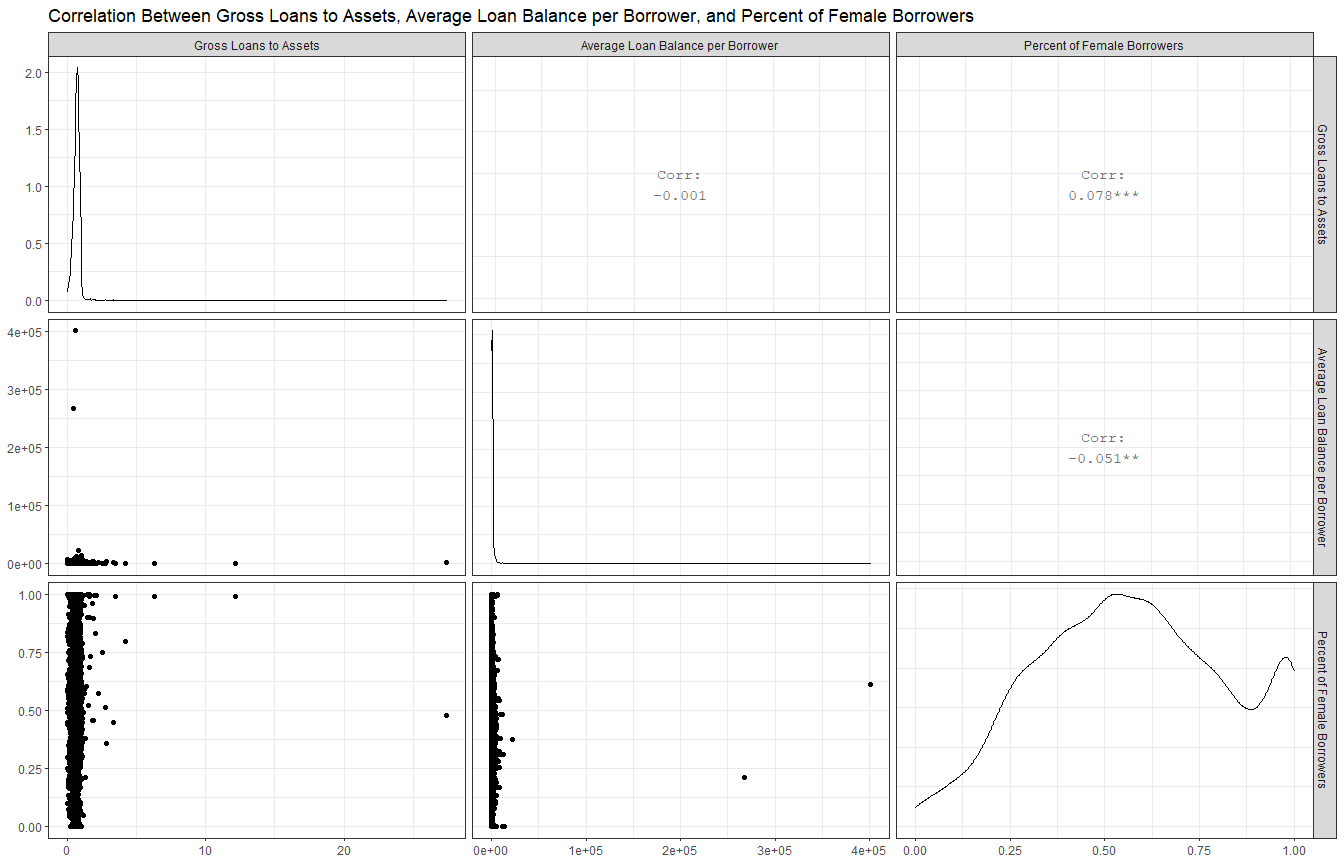 Correlation Between Gross Loans to Assets, Average Loan Balance per Borrower, and Percent of Female Borrowers
Gross Loans to Assets
Average Loan Balance per Borrower
Percent of Female Borrowers
2.0
1.5
1.0
0.5
0.0
Corr:
-0.001
Corr:
0.078***
Gross Loans to Assets
4e+05
3e+05
2e+05
1e+05
0e+00
Corr:
-0.051**
Average Loan Balance per Borrower
1.00
0.75
0.50
0.25
0.00
Percent of Female Borrowers
0 10 20
0e+00 1e+05 2e+05 3e+05 4e+05
0.00 0.25 0.50 0.75 1.00